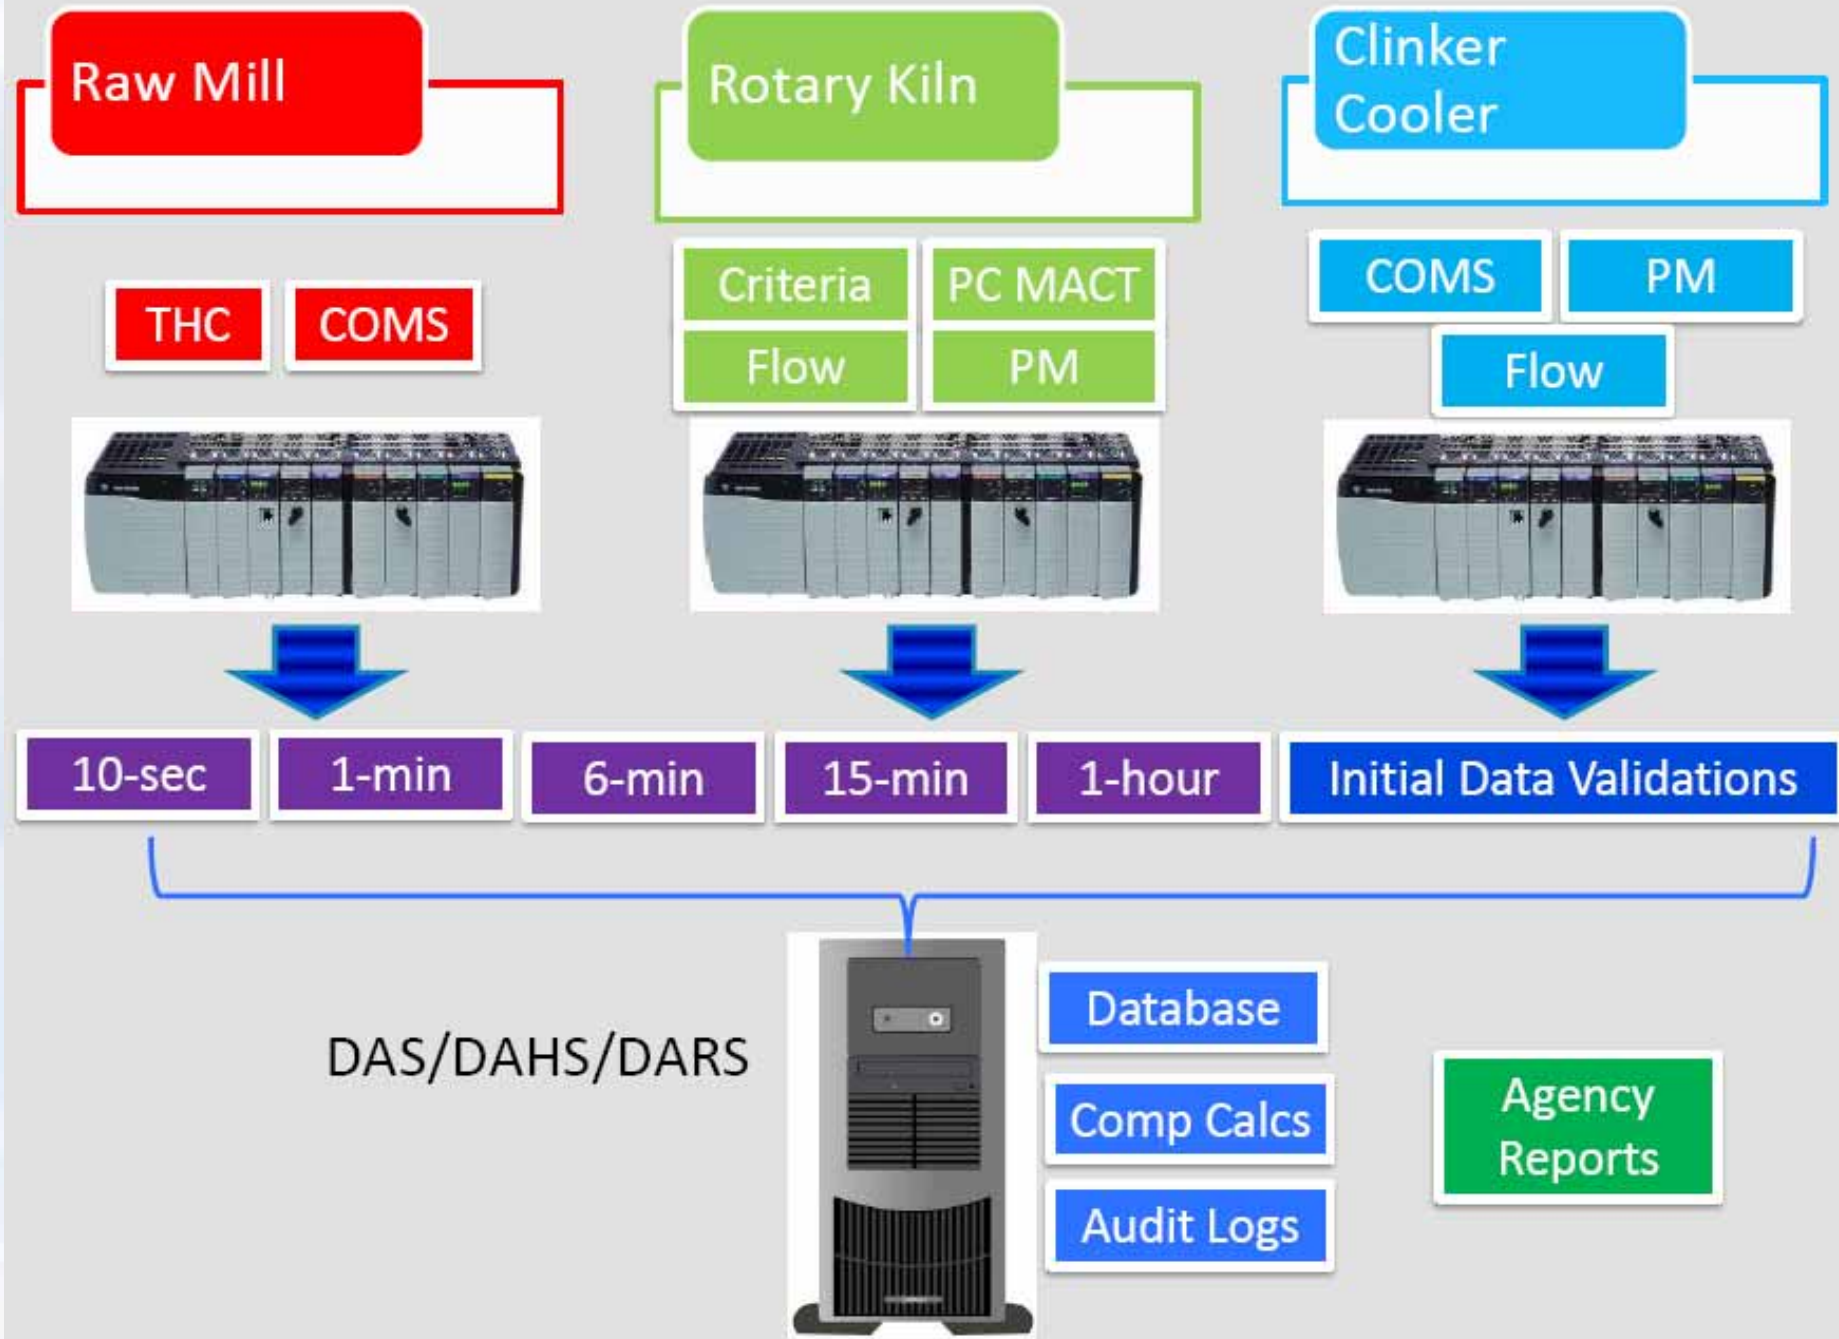 Raw Mill
Rotary Kiln
Clinker
Cooler
THC
COMS
Criteria
PC MACT
Flow
PM
COMS
PM
Flow
10-sec
1-min
6-min
15-min
1-hour
Initial Data Validations
DAS/DAHS/DARS
Database
Comp Calcs
Audit Logs
Agency
Reports